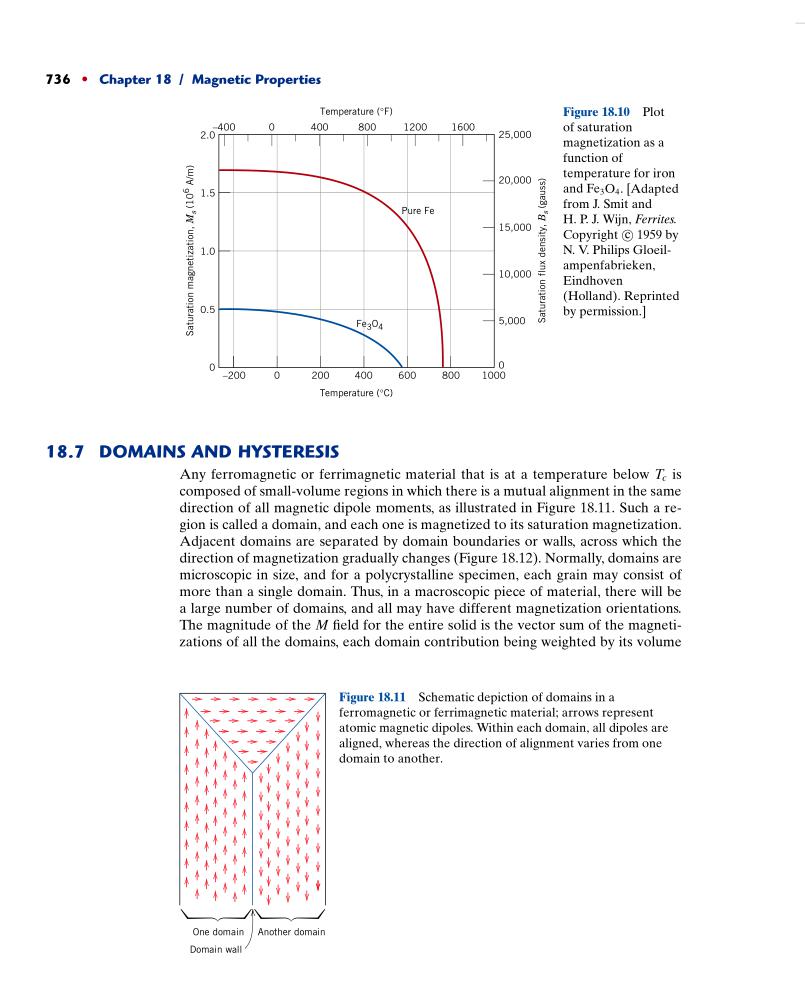 736 • Chapter 18 / Magnetic Properties
Temperature (°F)
–400 0 400 800 1200 1600
2.0
1.5
1.0
0.5
0
Saturation magnetization, Ms (10⁶ A/m)
Pure Fe
Fe₃O₄
25,000
20,000
15,000
10,000
5,000
0
Saturation flux density, Bs (gauss)
–200 0 200 400 600 800 1000
Temperature (°C)
Figure 18.10 Plot
of saturation
magnetization as a
function of
temperature for iron
and Fe₃O₄. [Adapted
from J. Smit and
H. P. J. Wijn, Ferrites.
Copyright © 1959 by
N. V. Philips Gloeil-
ampenfabrieken,
Eindhoven
(Holland). Reprinted
by permission.]
18.7 DOMAINS AND HYSTERESIS
Any ferromagnetic or ferrimagnetic material that is at a temperature below Tc is
composed of small-volume regions in which there is a mutual alignment in the same
direction of all magnetic dipole moments, as illustrated in Figure 18.11. Such a re-
gion is called a domain, and each one is magnetized to its saturation magnetization.
Adjacent domains are separated by domain boundaries or walls, across which the
direction of magnetization gradually changes (Figure 18.12). Normally, domains are
microscopic in size, and for a polycrystalline specimen, each grain may consist of
more than a single domain. Thus, in a macroscopic piece of material, there will be
a large number of domains, and all may have different magnetization orientations.
The magnitude of the M field for the entire solid is the vector sum of the magneti-
zations of all the domains, each domain contribution being weighted by its volume
Figure 18.11 Schematic depiction of domains in a
ferromagnetic or ferrimagnetic material; arrows represent
atomic magnetic dipoles. Within each domain, all dipoles are
aligned, whereas the direction of alignment varies from one
domain to another.
One domain
Another domain
Domain wall